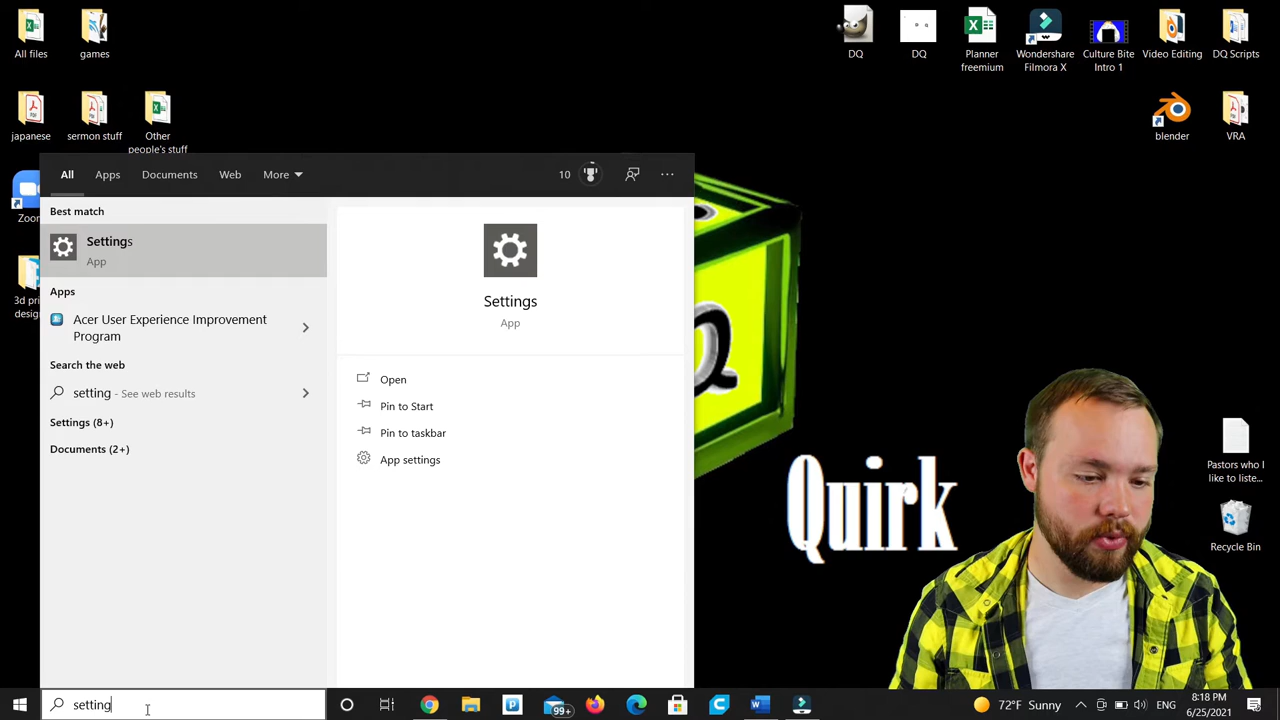 All files
games
DQ
DQ
Planner
freemium
Wondershare
Filmora X
Culture Bite
Intro 1
Video Editing
DQ Scripts
japanese
sermon stuff
Other
people's stuff
blender
VRA
All
Apps
Documents
Web
More
10
Zoom
Best match
Settings
App
Settings
App
Apps
Acer User Experience Improvement
Program
Search the web
setting - See web results
Settings (8+)
Documents (2+)
Open
Pin to Start
Pin to taskbar
App settings
Q
Quirk
Pastors who I
like to liste...
Recycle Bin
setting
99+
72°F Sunny
ENG
8:18 PM
6/25/2021